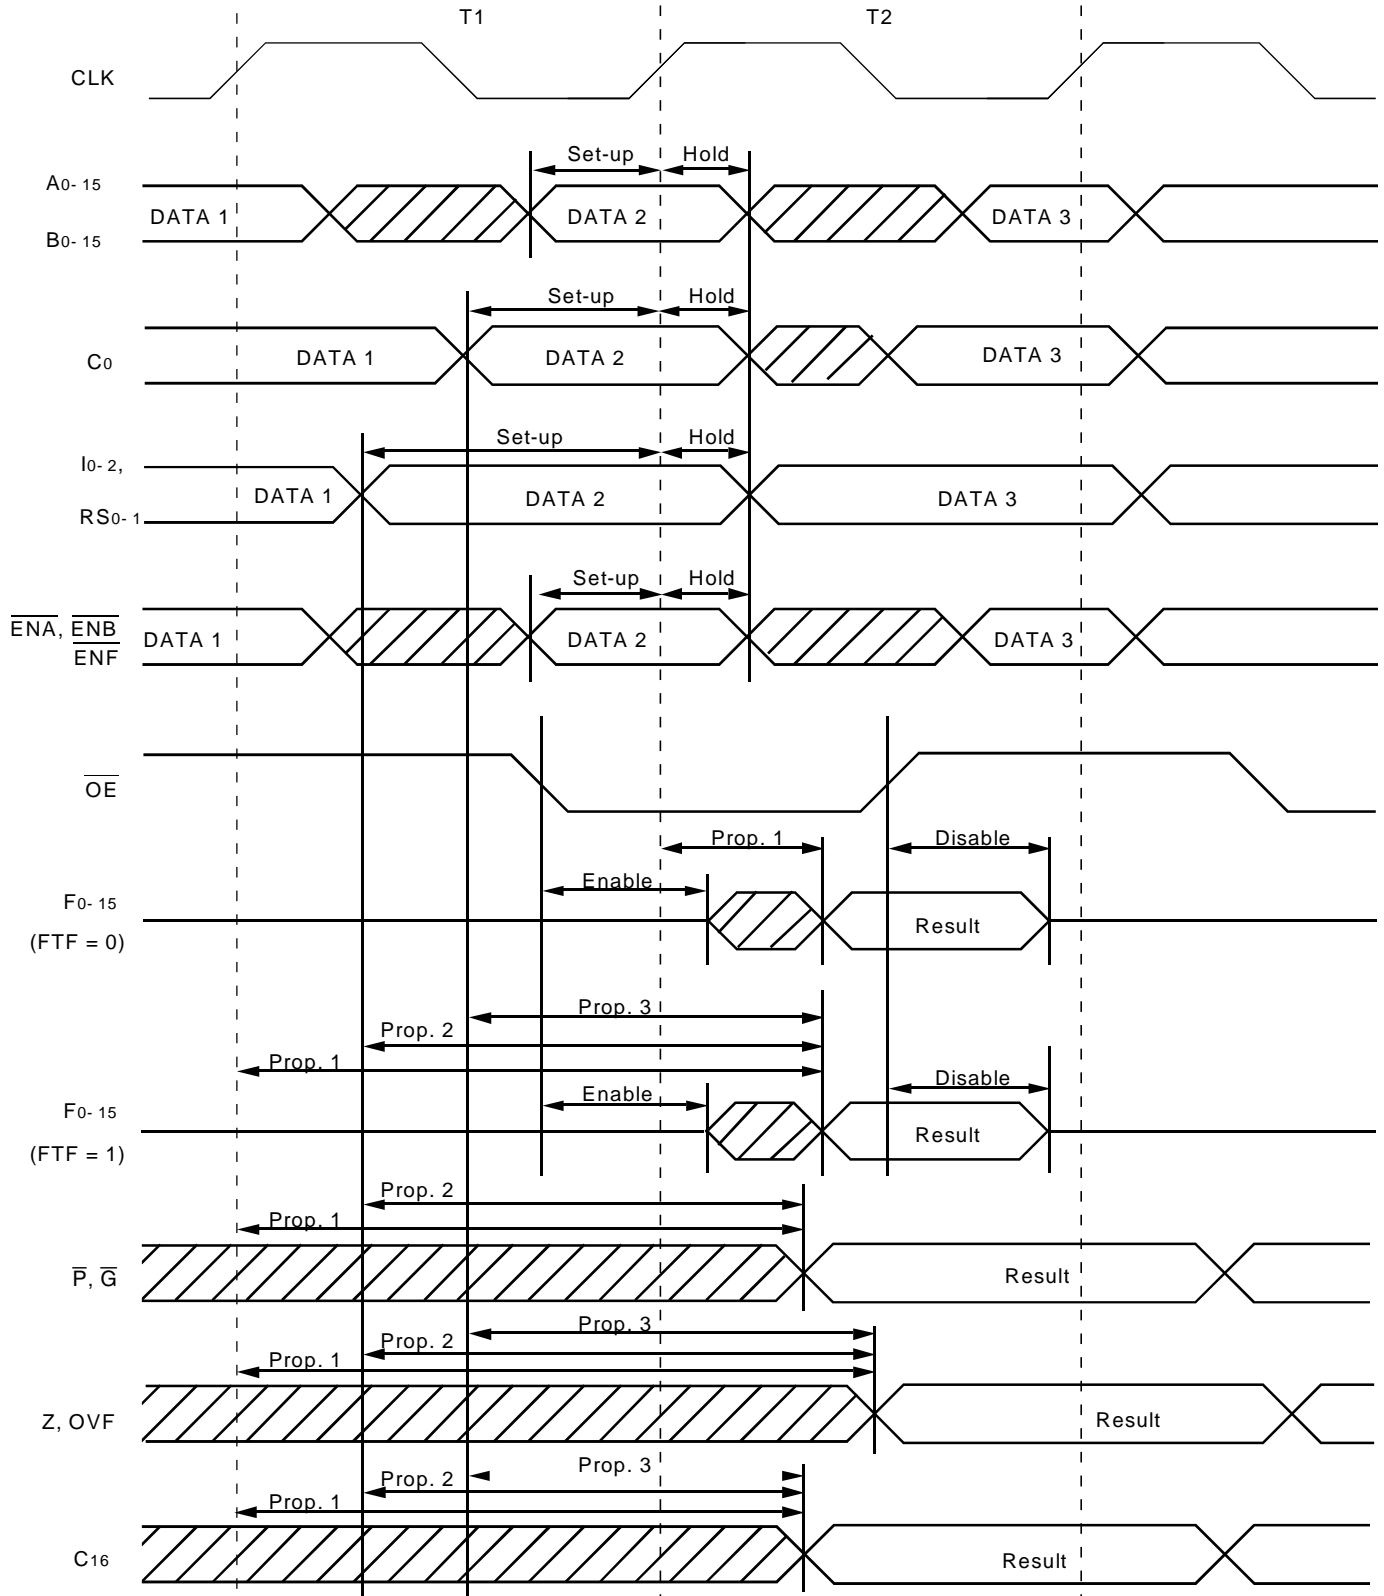 T1 T2
CLK
Set-up Hold
A0-15
DATA 1 DATA 2 DATA 3
B0-15
Set-up Hold
C0 DATA 1 DATA 2 DATA 3
Set-up Hold
I0-2,
DATA 1 DATA 2 DATA 3
RS0-1
Set-up Hold
ENA, ENB DATA 1 DATA 2 DATA 3
ENF
OE
Prop. 1 Disable
Enable
F0-15
Result
(FTF = 0)
Prop. 3
Prop. 2
Prop. 1
Disable
Enable
F0-15
Result
(FTF = 1)
Prop. 2
Prop. 1
P, G Result
Prop. 3
Prop. 2
Prop. 1
Z, OVF Result
Prop. 3
Prop. 2
Prop. 1
C16 Result